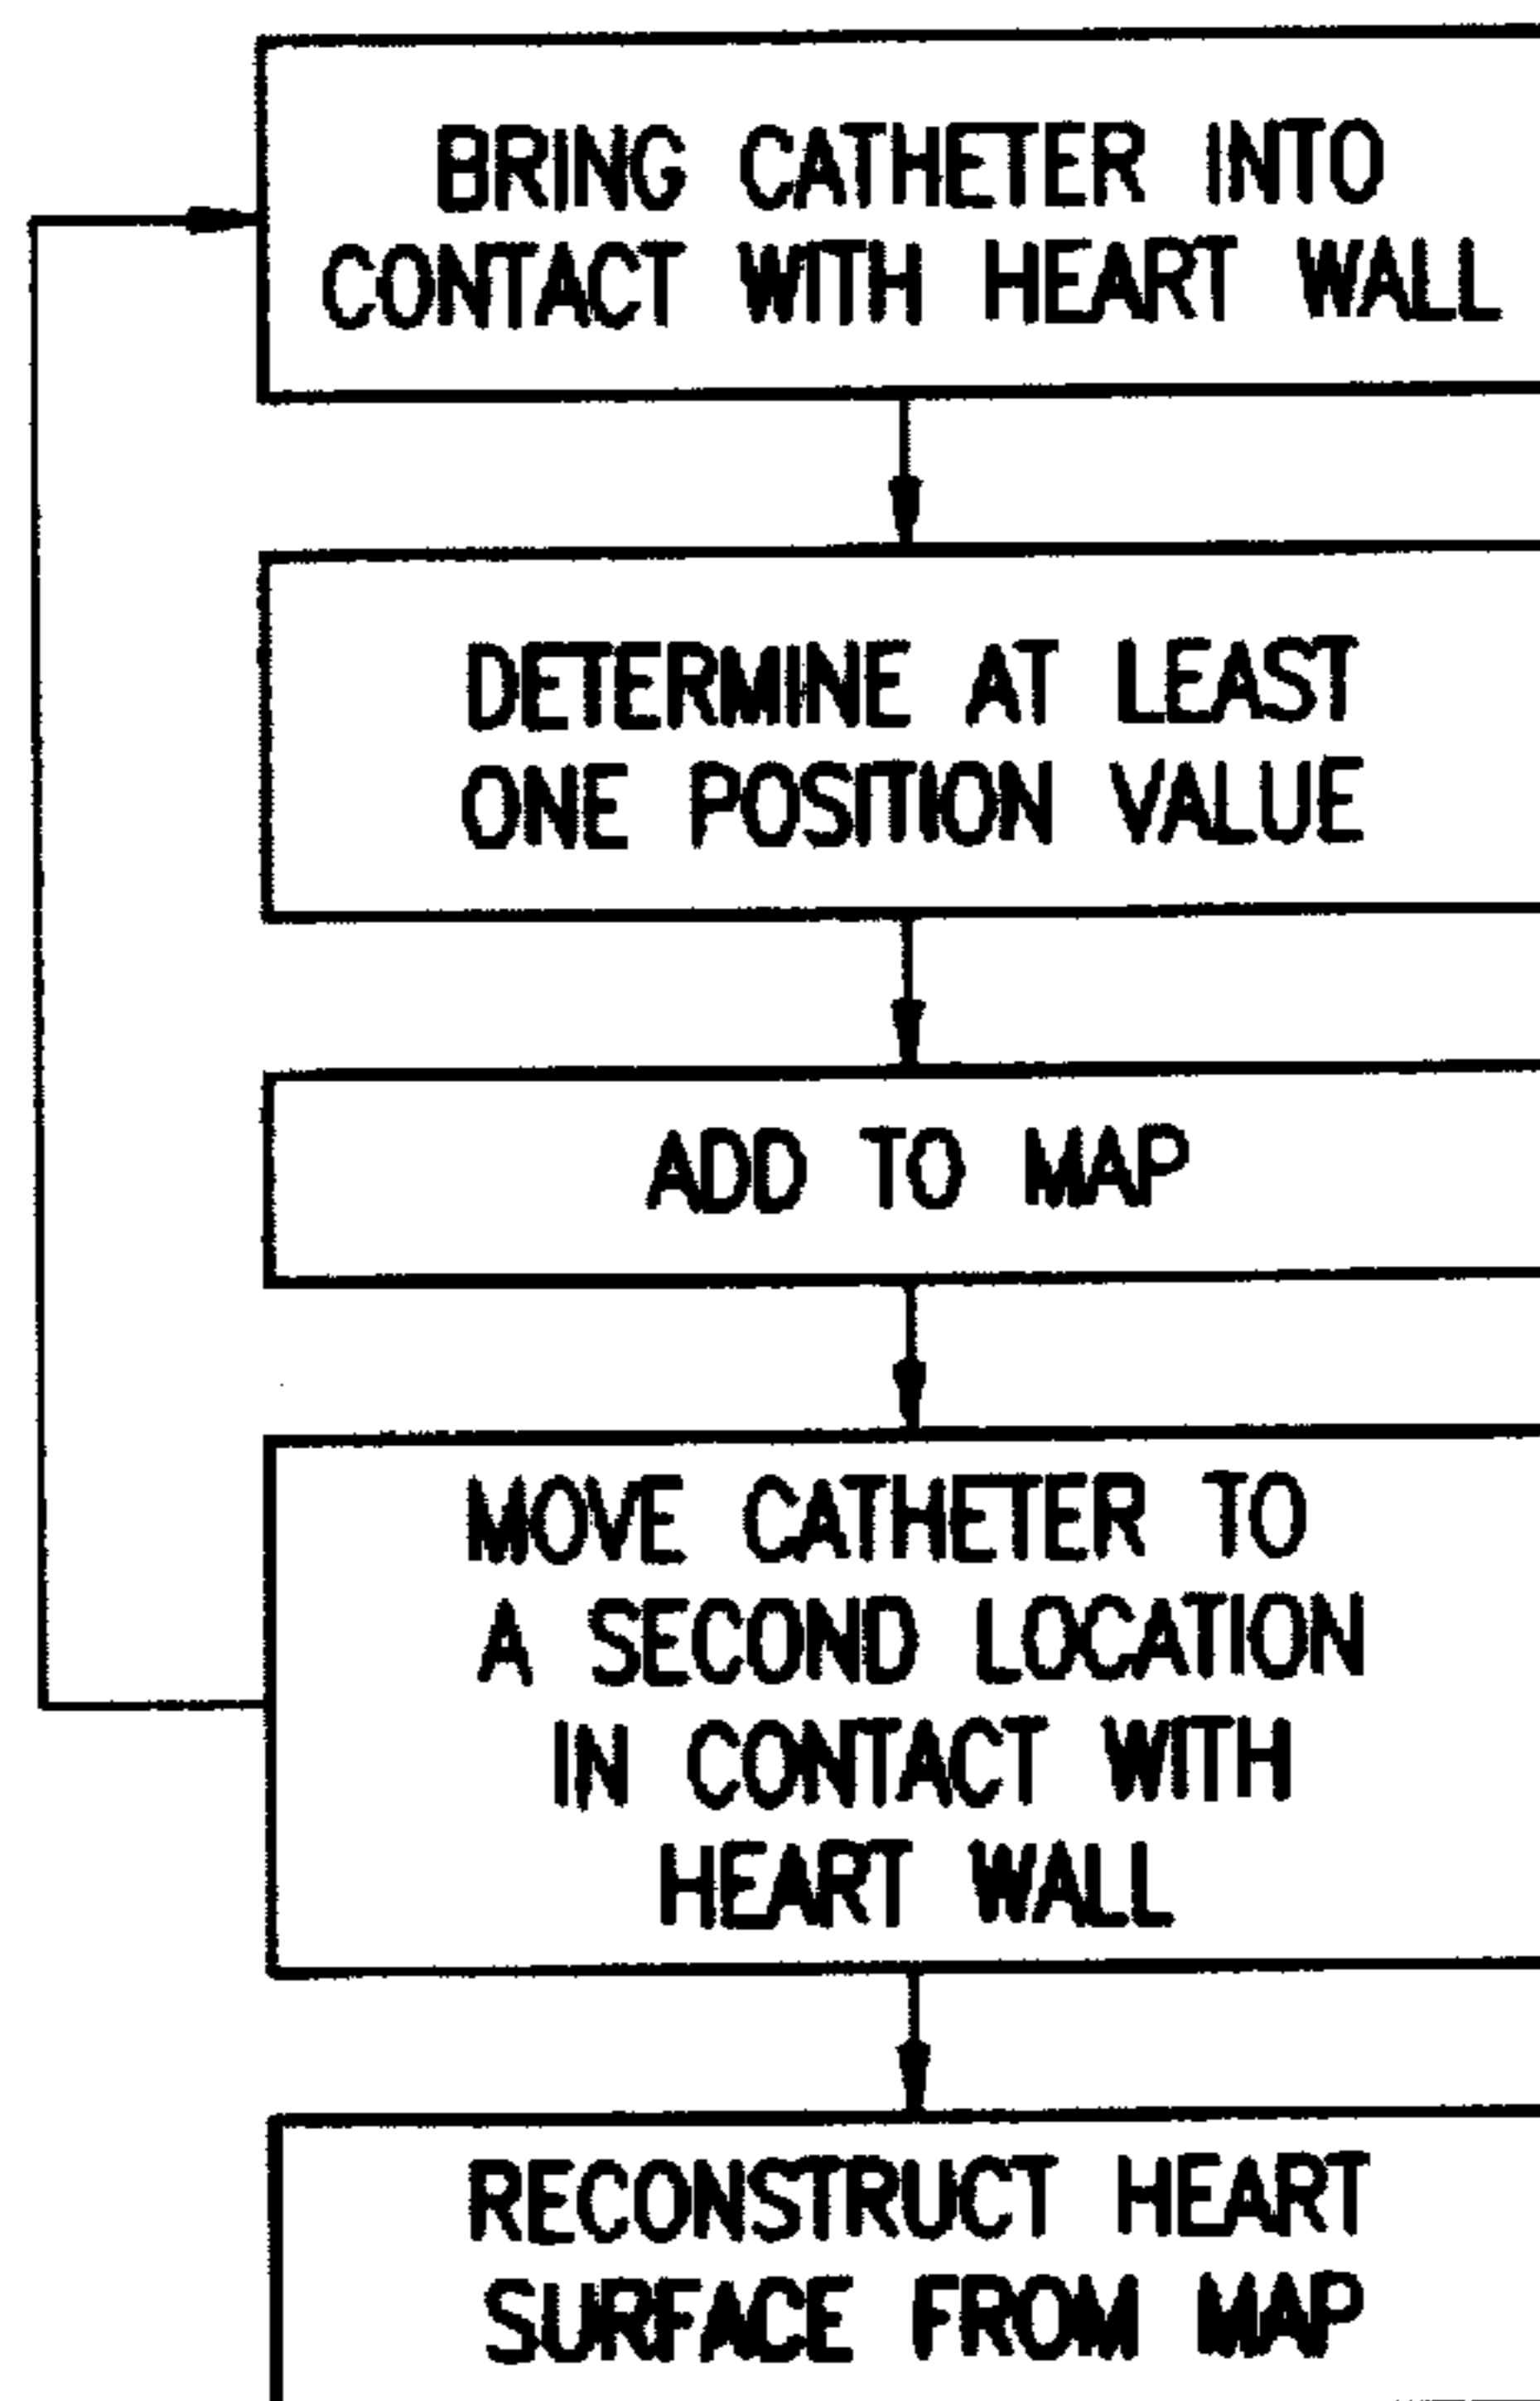 BRING CATHETER INTO
CONTACT WITH HEART WALL
DETERMINE AT LEAST
ONE POSITION VALUE
ADD TO MAP
MOVE CATHETER TO
A SECOND LOCATION
IN CONTACT WITH
HEART WALL
RECONSTRUCT HEART
SURFACE FROM MAP